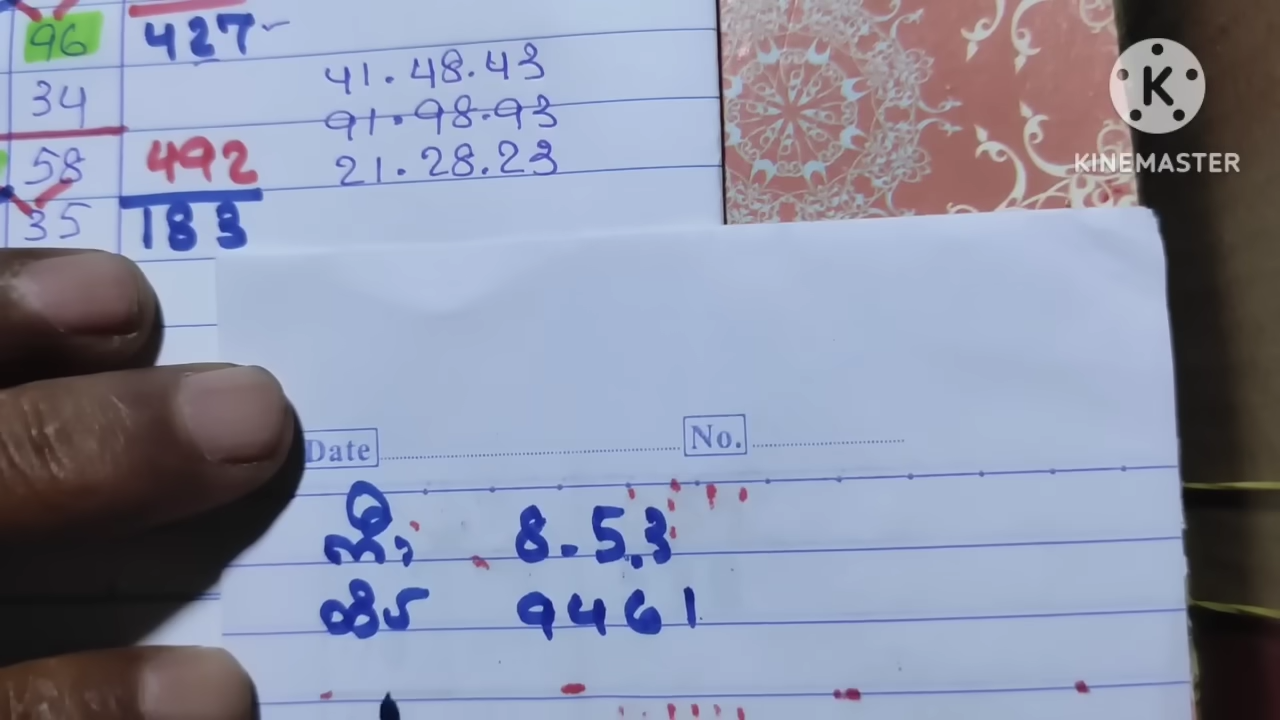 96 427
34 41.48.43
91.98.93
58 492 21.28.23
35 183
KINEMASTER
Date No.
8.5.3
9461